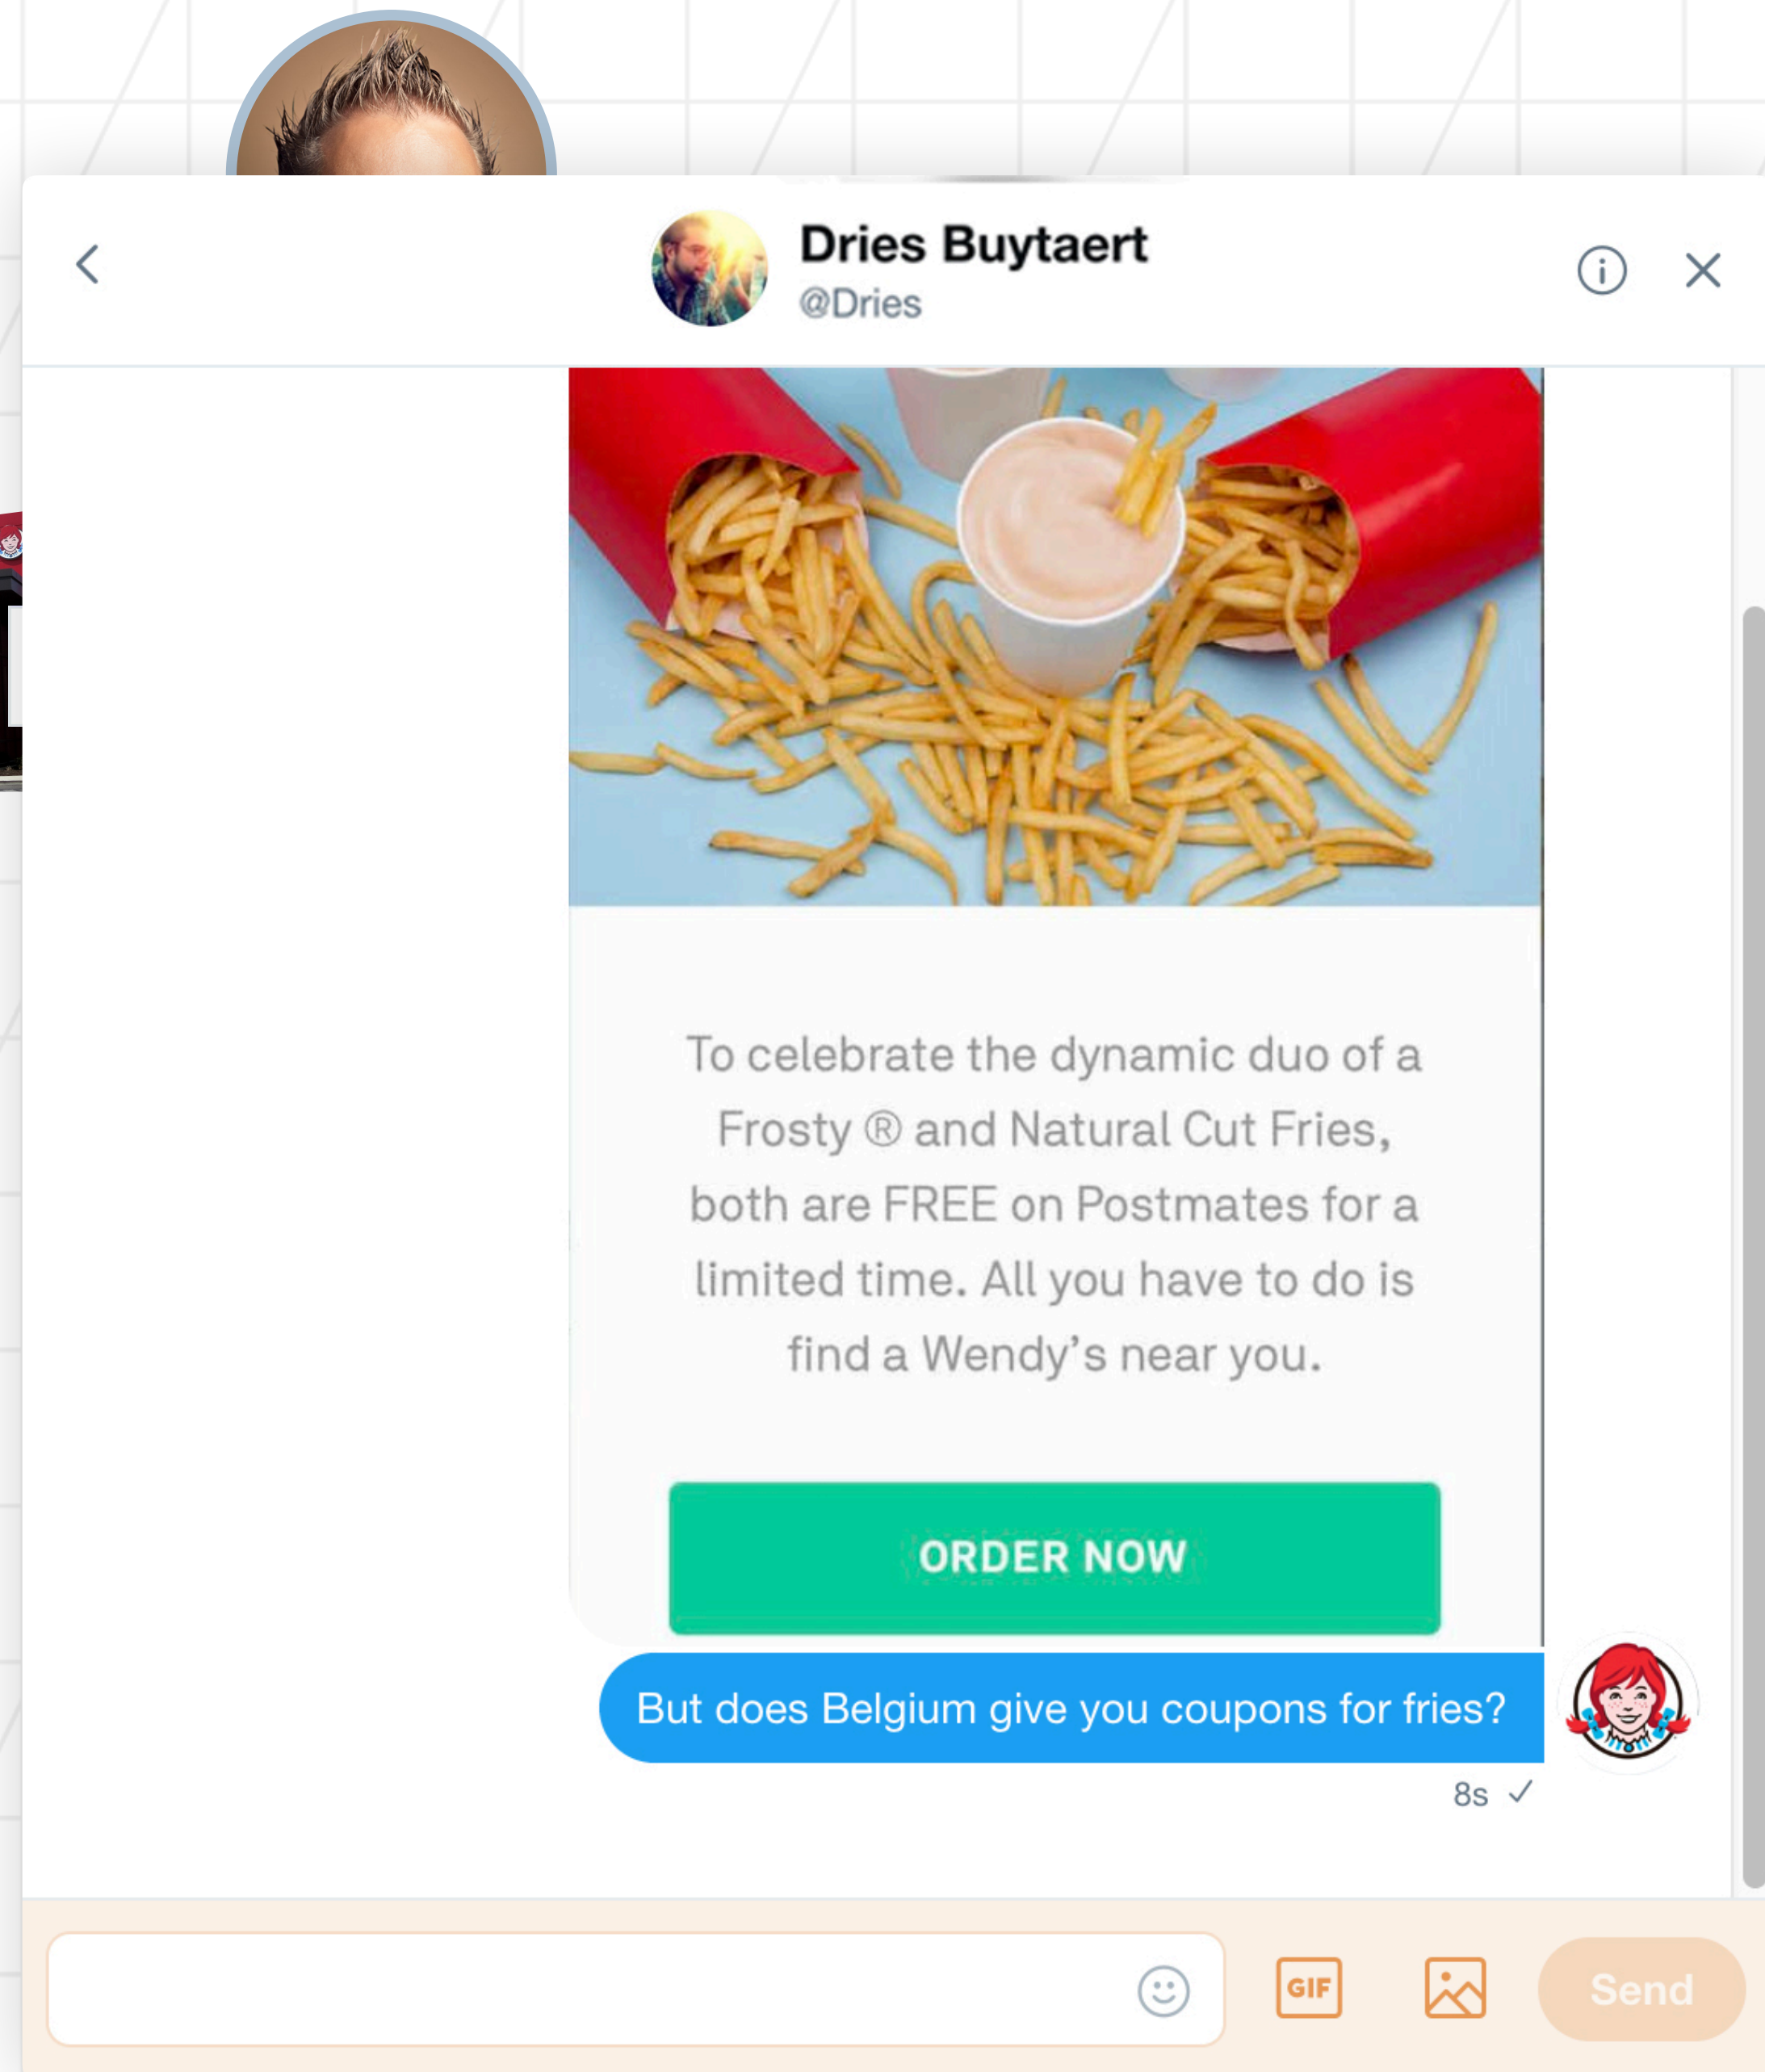 Dries Buytaert
@Dries
To celebrate the dynamic duo of a
Frosty ® and Natural Cut Fries,
both are FREE on Postmates for a
limited time. All you have to do is
find a Wendy’s near you.
ORDER NOW
But does Belgium give you coupons for fries?
8s
GIF
Send